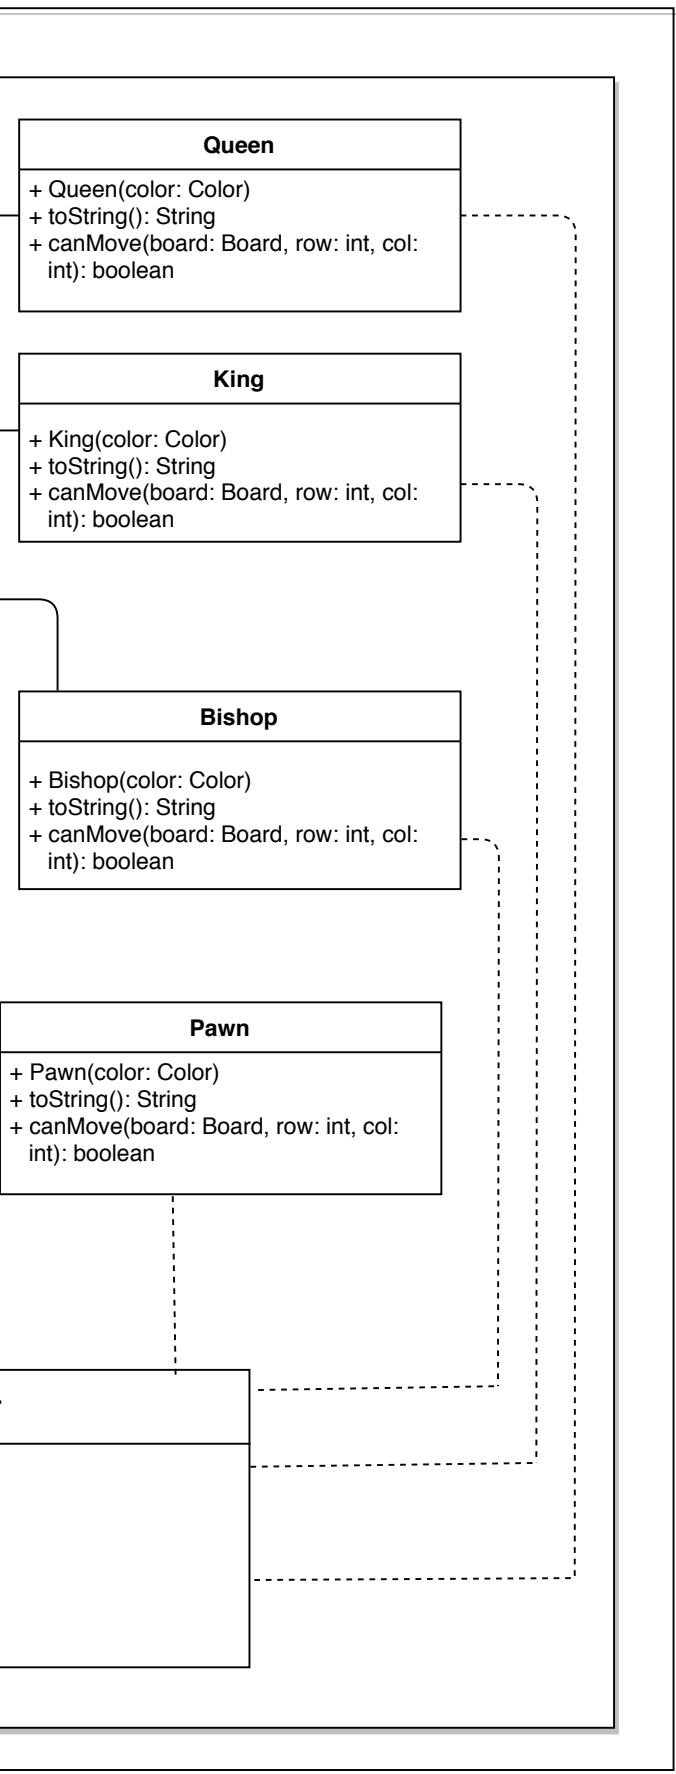 Queen
+ Queen(color: Color)
+ toString(): String
+ canMove(board: Board, row: int, col:
int): boolean
King
+ King(color: Color)
+ toString(): String
+ canMove(board: Board, row: int, col:
int): boolean
Bishop
+ Bishop(color: Color)
+ toString(): String
+ canMove(board: Board, row: int, col:
int): boolean
Pawn
+ Pawn(color: Color)
+ toString(): String
+ canMove(board: Board, row: int, col:
int): boolean